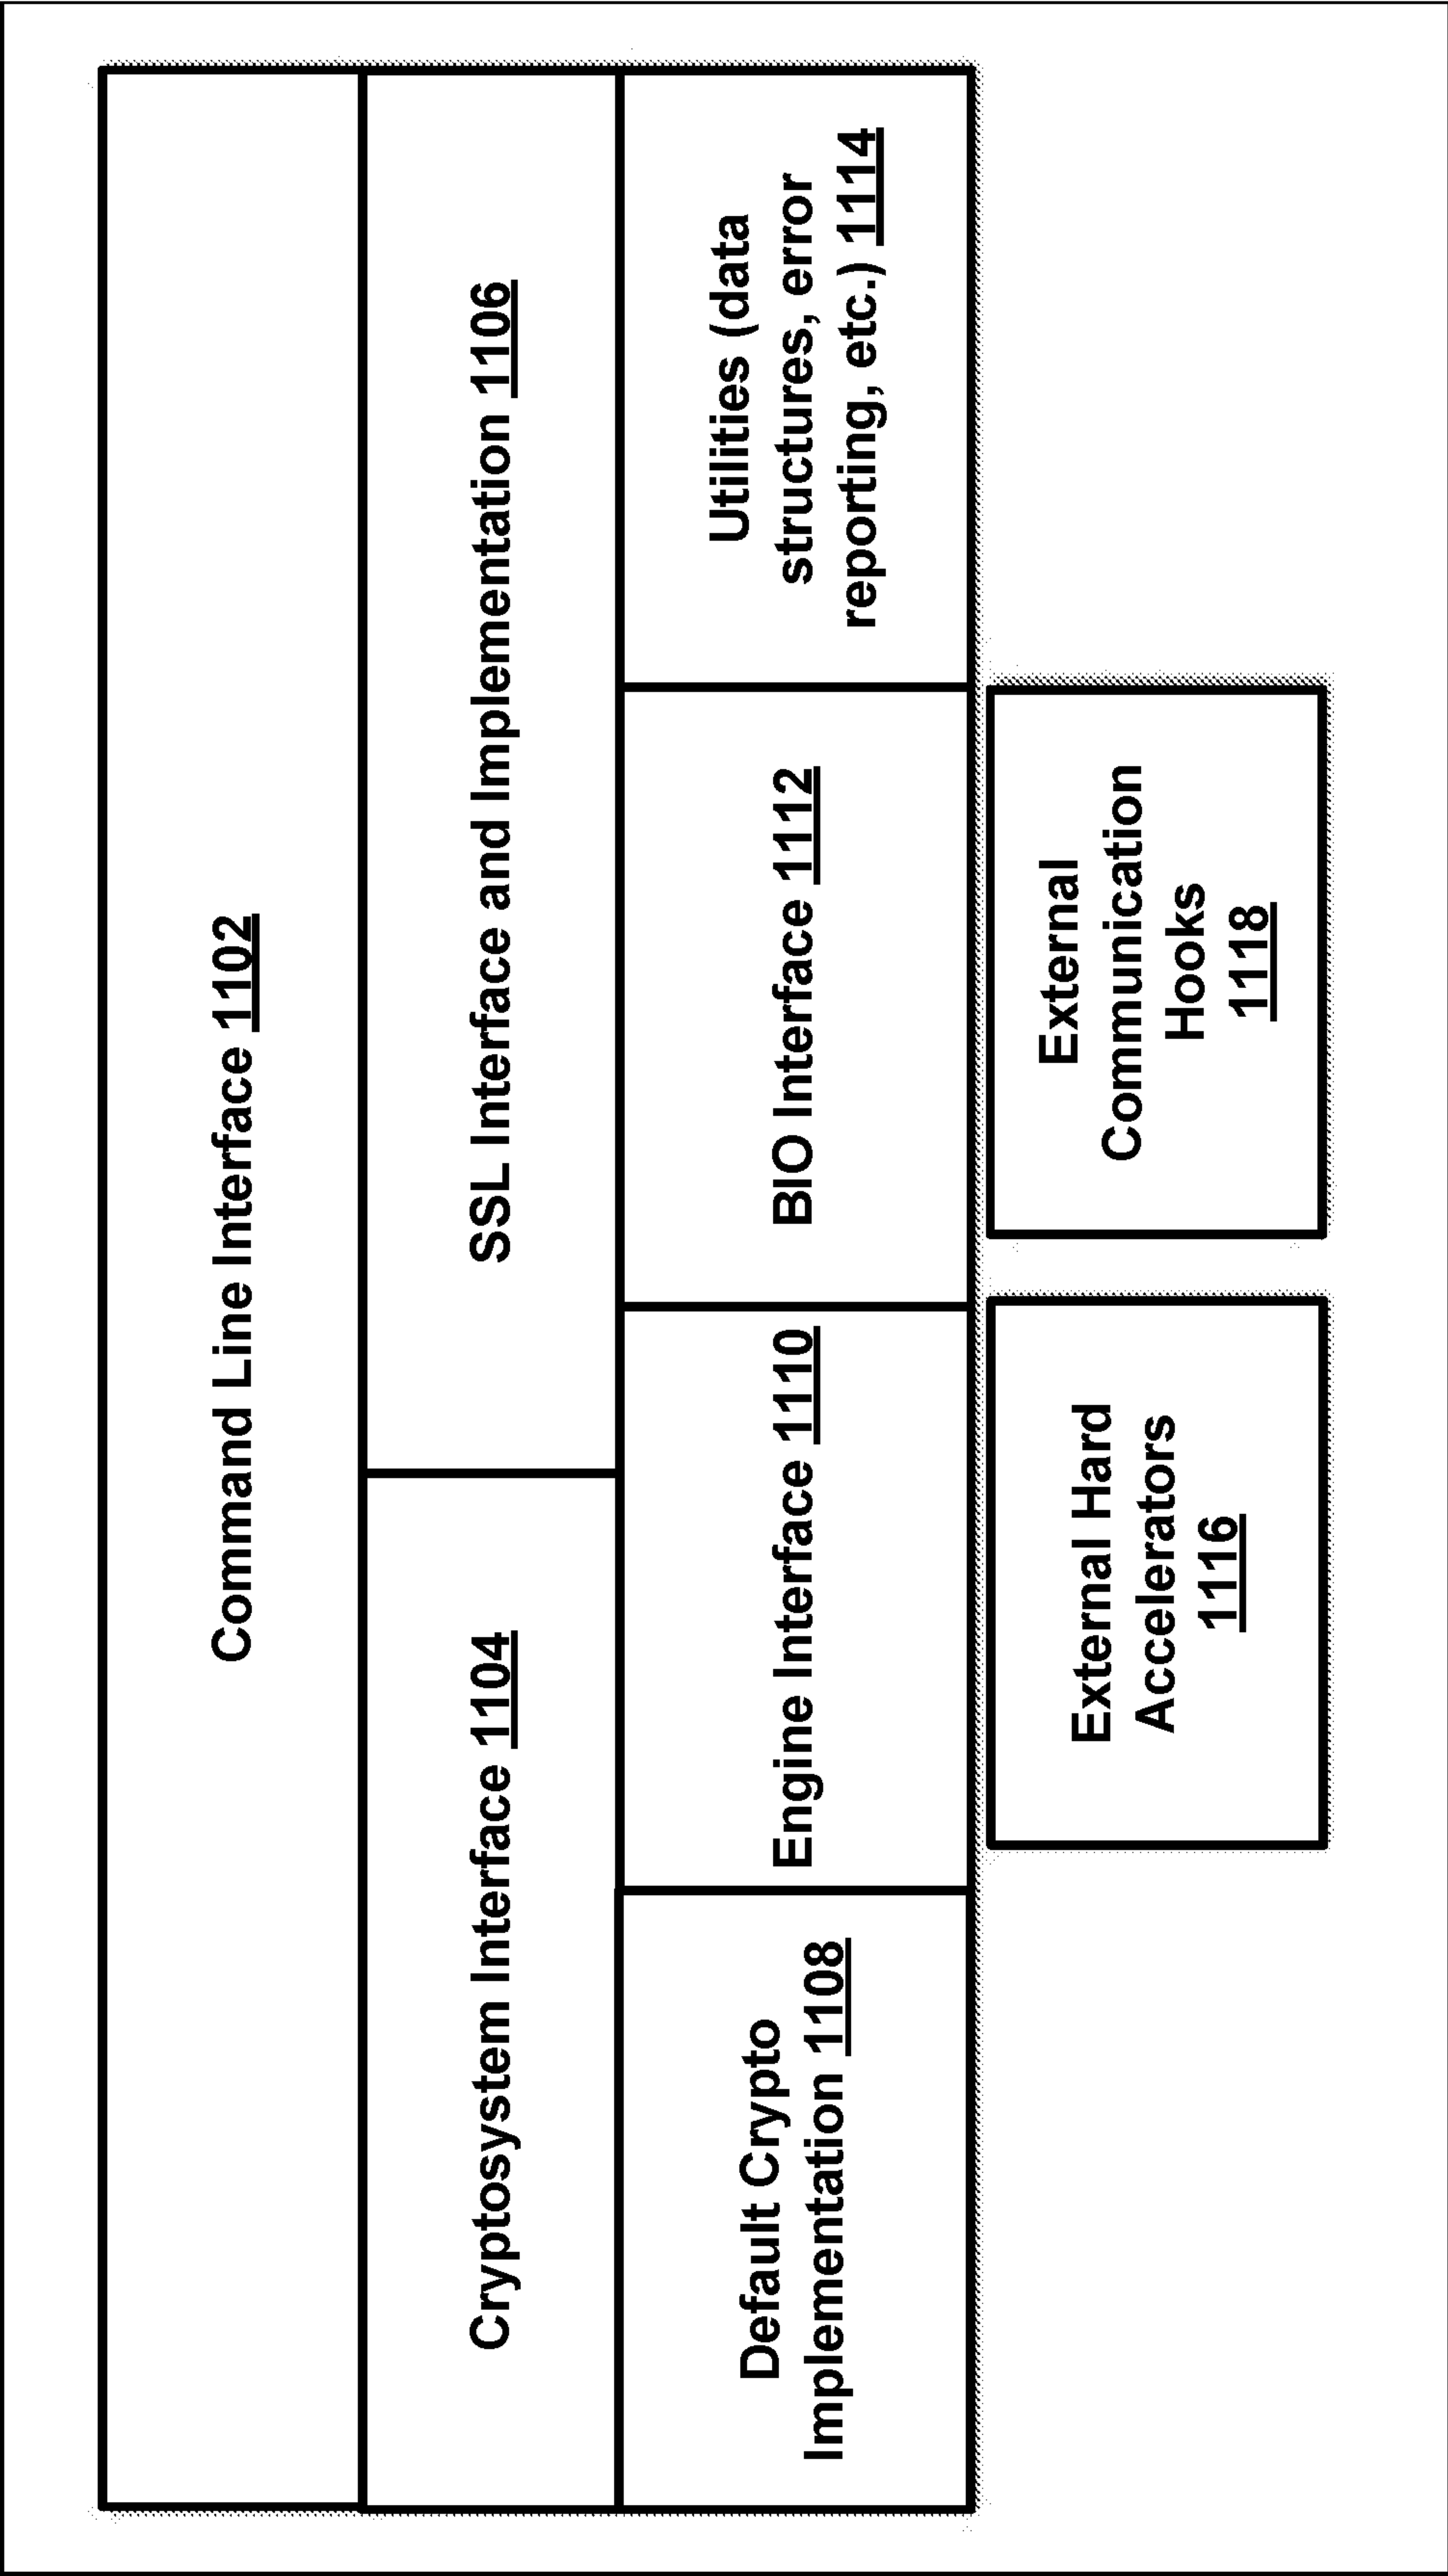 Command Line Interface 1102
Cryptosystem Interface 1104
SSL Interface and Implementation 1106
Default Crypto
Implementation 1108
Engine Interface 1110
BIO Interface 1112
Utilities (data
structures, error
reporting, etc.) 1114
External Hard
Accelerators
1116
External
Communication
Hooks
1118